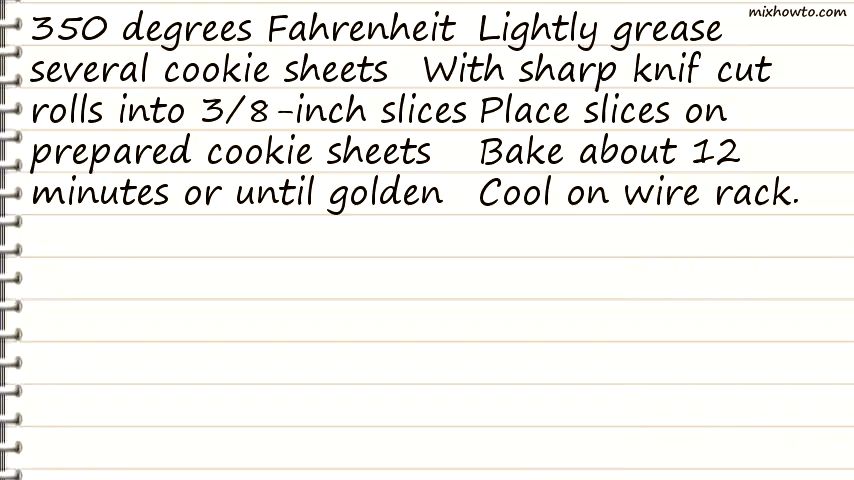 mixhowto.com
350 degrees Fahrenheit Lightly grease
several cookie sheets With sharp knif cut
rolls into 3/8-inch slices Place slices on
prepared cookie sheets Bake about 12
minutes or until golden Cool on wire rack.